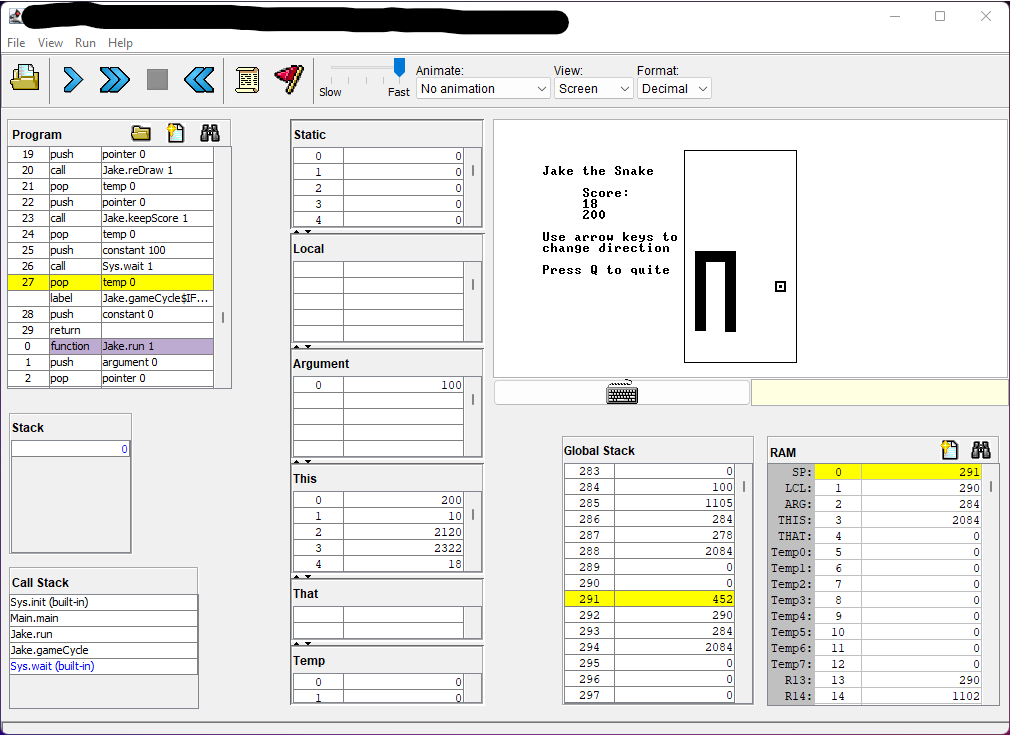 File View Run Help
Slow Fast
Animate: View: Format:
No animation Screen Decimal
Program
19 push pointer 0
20 call Jake.reDraw 1
21 pop temp 0
22 push pointer 0
23 call Jake.keepScore 1
24 pop temp 0
25 push constant 100
26 call Sys.wait 1
27 pop temp 0
label Jake.gameCycle$IF...
28 push constant 0
29 return
0 function Jake.run 1
1 push argument 0
2 pop pointer 0
Stack
0
Call Stack
Sys.init (built-in)
Main.main
Jake.run
Jake.gameCycle
Sys.wait (built-in)
Static
0 0
1 0
2 0
3 0
4 0
Local
Argument
0 100
This
0 200
1 10
2 2120
3 2322
4 18
That
Temp
0 0
1 0
Jake the Snake
Score:
18
200
Use arrow keys to
change direction
Press Q to quite
Global Stack
283 0
284 100
285 1105
286 284
287 278
288 2084
289 0
290 0
291 452
292 290
293 284
294 2084
295 0
296 0
297 0
RAM
SP: 0 291
LCL: 1 290
ARG: 2 284
THIS: 3 2084
THAT: 4 0
Temp0: 5 0
Temp1: 6 0
Temp2: 7 0
Temp3: 8 0
Temp4: 9 0
Temp5: 10 0
Temp6: 11 0
Temp7: 12 0
R13: 13 290
R14: 14 1102